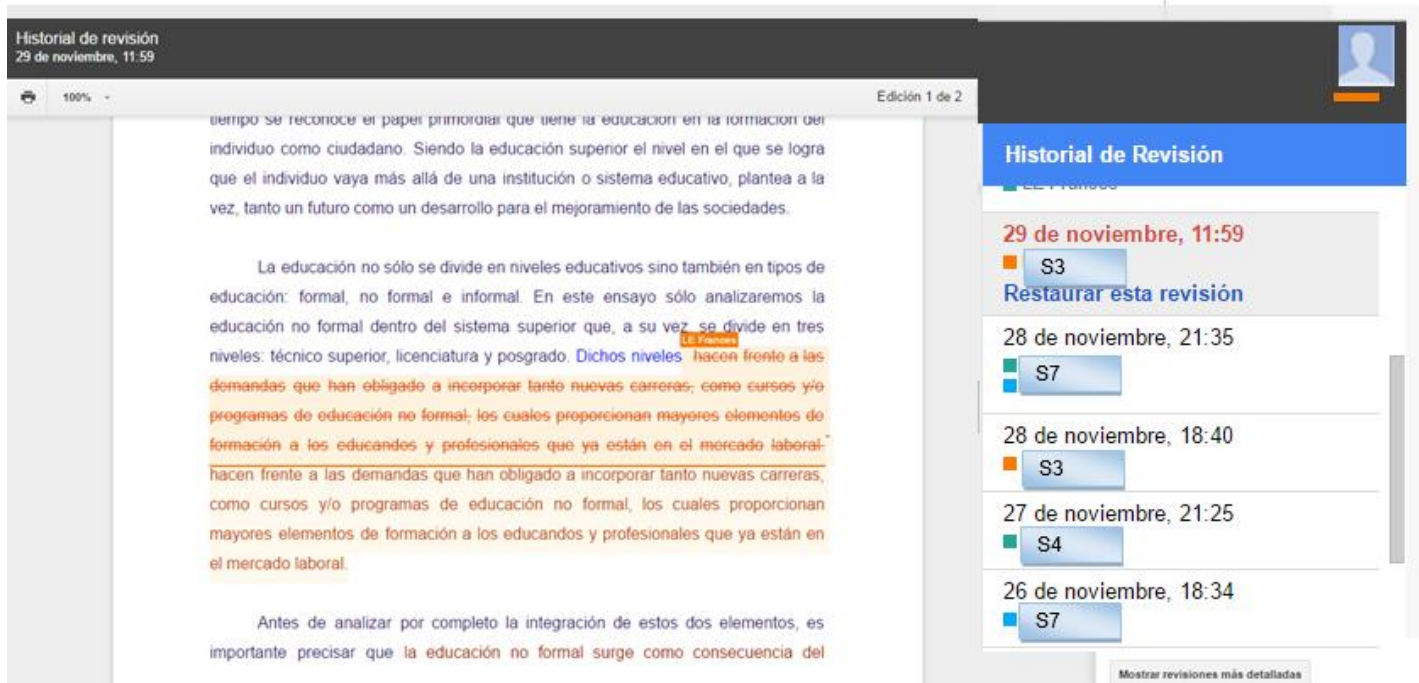 Historial de revisión
29 de noviembre, 11:59
100%
Edición 1 de 2
tiempo se reconoce el papel primordial que tiene la educación en la formación del
individuo como ciudadano. Siendo la educación superior el nivel en el que se logra
que el individuo vaya más allá de una institución o sistema educativo, plantea a la
vez, tanto un futuro como un desarrollo para el mejoramiento de las sociedades.
La educación no sólo se divide en niveles educativos sino también en tipos de
educación: formal, no formal e informal. En este ensayo sólo analizaremos la
educación no formal dentro del sistema superior que, a su vez, se divide en tres
LE Frances
niveles: técnico superior, licenciatura y posgrado. Dichos niveles hacen frente a las
demandas que han obligado a incorporar tanto nuevas carreras, como cursos y/o
programas de educación no formal, los cuales proporcionan mayores elementos de
formación a los educandos y profesionales que ya están en el mercado laboral
hacen frente a las demandas que han obligado a incorporar tanto nuevas carreras,
como cursos y/o programas de educación no formal, los cuales proporcionan
mayores elementos de formación a los educandos y profesionales que ya están en
el mercado laboral.
Antes de analizar por completo la integración de estos dos elementos, es
importante precisar que la educación no formal surge como consecuencia del
Historial de Revisión
LE Frances
29 de noviembre, 11:59
S3
Restaurar esta revisión
28 de noviembre, 21:35
S7
28 de noviembre, 18:40
S3
27 de noviembre, 21:25
S4
26 de noviembre, 18:34
S7
Mostrar revisiones más detalladas